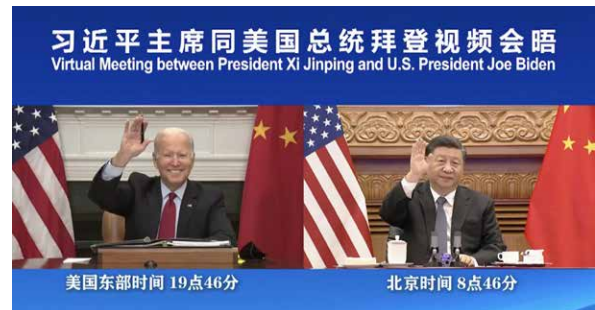 习近平主席同美国总统拜登视频会晤
Virtual Meeting between President Xi Jinping and U.S. President Joe Biden
美国东部时间 19点46分
北京时间 8点46分